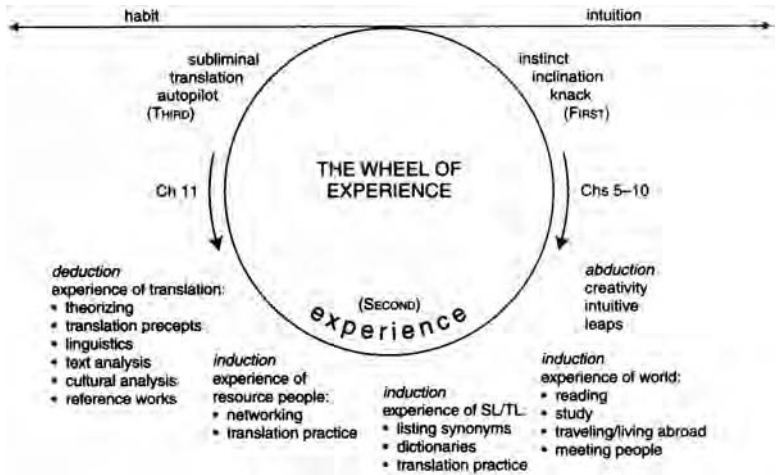 habit
intuition
subliminal
translation
autopilot
(THIRD)
instinct
inclination
knack
(FIRST)
THE WHEEL OF
EXPERIENCE
Ch 11
Chs 5–10
(SECOND)
experience
deduction
experience of translation:
• theorizing
• translation precepts
• linguistics
• text analysis
• cultural analysis
• reference works
induction
experience of
resource people:
• networking
• translation practice
induction
experience of SL/TL:
• listing synonyms
• dictionaries
• translation practice
abduction
creativity
intuitive
leaps
induction
experience of world:
• reading
• study
• traveling/living abroad
• meeting people